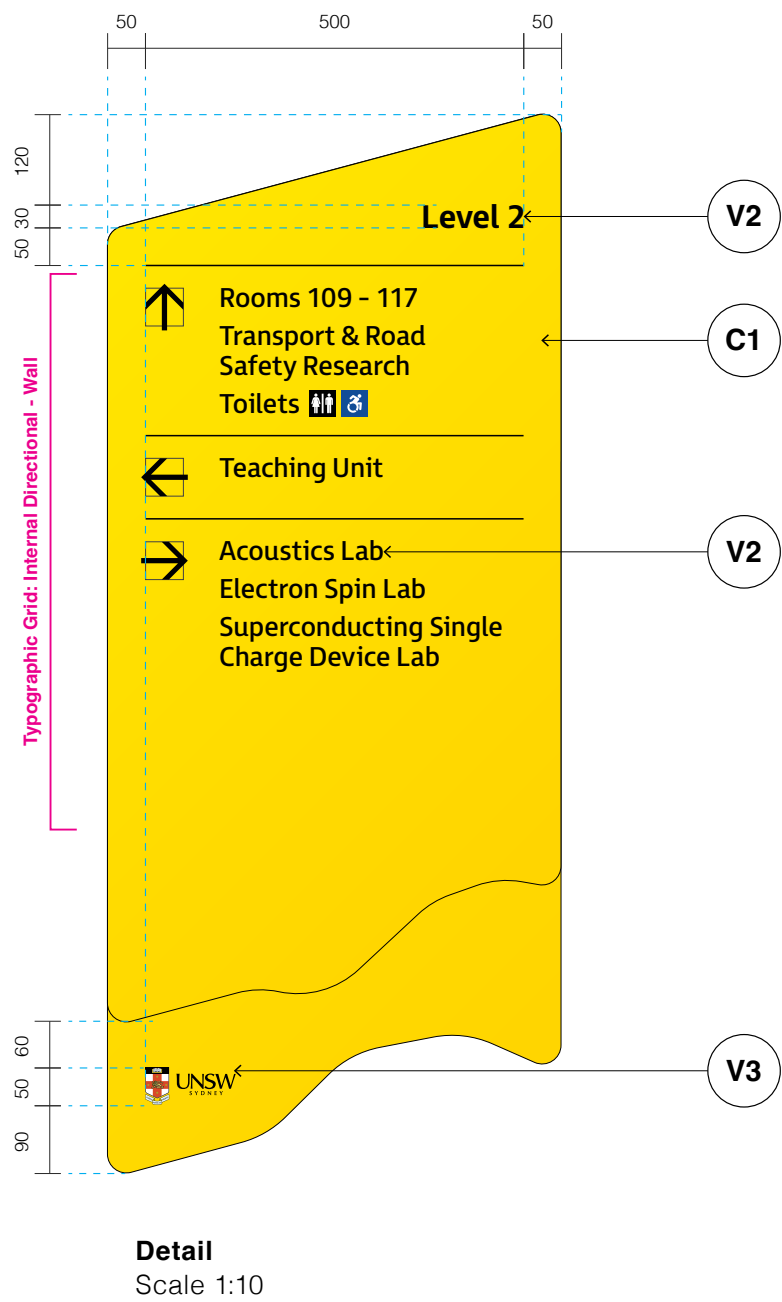 50 500 50
120
30
50
Level 2
V2
Rooms 109 - 117
Transport & Road
Safety Research
Toilets
C1
Teaching Unit
Acoustics Lab
V2
Electron Spin Lab
Superconducting Single
Charge Device Lab
Typographic Grid: Internal Directional - Wall
60
50
90
UNSW
SYDNEY
V3
Detail
Scale 1:10